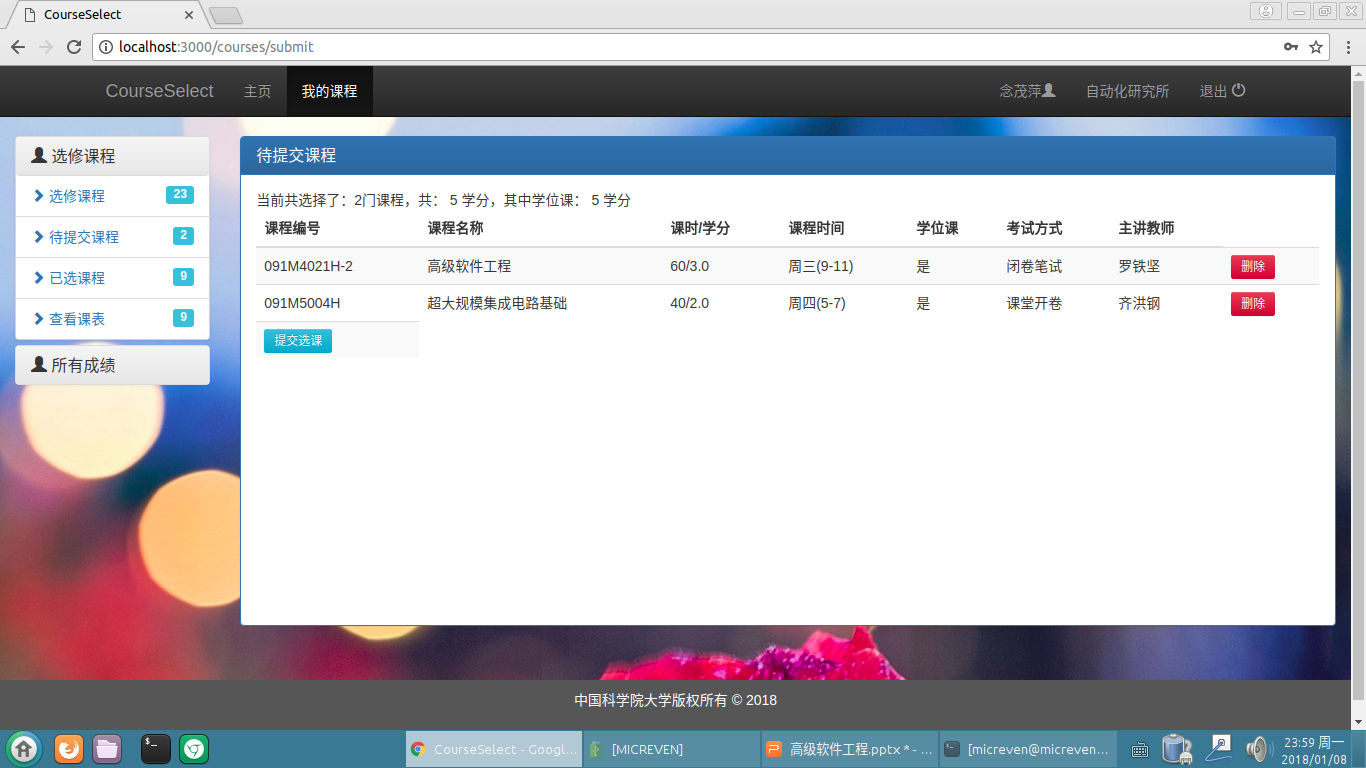 CourseSelect
localhost:3000/courses/submit
CourseSelect 主页 我的课程 念茂萍 自动化研究所 退出
选修课程
选修课程 23
待提交课程 2
已选课程 9
查看课表 9
所有成绩
待提交课程
当前共选择了：2门课程，共： 5 学分，其中学位课： 5 学分
课程编号 课程名称 课时/学分 课程时间 学位课 考试方式 主讲教师
091M4021H-2 高级软件工程 60/3.0 周三(9-11) 是 闭卷笔试 罗铁坚 删除
091M5004H 超大规模集成电路基础 40/2.0 周四(5-7) 是 课堂开卷 齐洪钢 删除
提交选课
中国科学院大学版权所有 © 2018
CourseSelect - Googl... [MICREVEN] 高级软件工程.pptx * - ... [micreven@micreven... 23:59 周一
2018/01/08